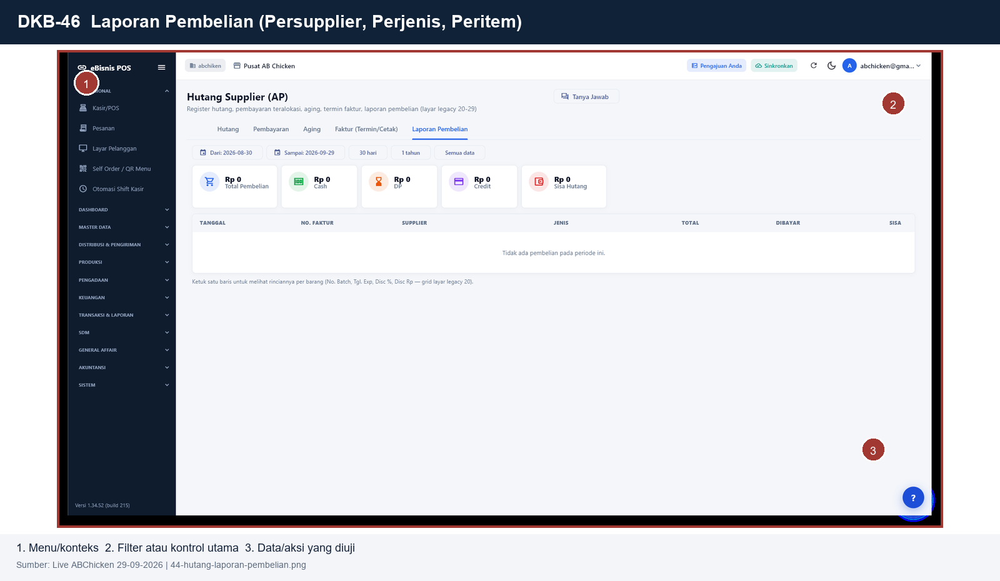 DKB-46 Laporan Pembelian (Persupplier, Perjenis, Peritem)
eBisnis POS
1
IONAL
Kasir/POS
Pesanan
Layar Pelanggan
Self Order / QR Menu
Otomasi Shift Kasir
DASHBOARD
MASTER DATA
DISTRIBUSI & PENGIRIMAN
PRODUKSI
PENGADAAN
KEUANGAN
TRANSAKSI & LAPORAN
SDM
GENERAL AFFAIR
AKUNTANSI
SISTEM
Versi 1.34.52 (build 215)
abchiken Pusat AB Chicken Pengajuan Anda Sinkronkan A abchicken@gma...
Hutang Supplier (AP) Tanya Jawab
2
Register hutang, pembayaran teralokasi, aging, termin faktur, laporan pembelian (layar legacy 20-29)
Hutang Pembayaran Aging Faktur (Termin/Cetak) Laporan Pembelian
Dari: 2026-08-30 Sampai: 2026-09-29 30 hari 1 tahun Semua data
Rp 0 Rp 0 Rp 0 Rp 0 Rp 0
Total Pembelian Cash DP Credit Sisa Hutang
TANGGAL NO. FAKTUR SUPPLIER JENIS TOTAL DIBAYAR SISA
Tidak ada pembelian pada periode ini.
Ketuk satu baris untuk melihat rinciannya per barang (No. Batch, Tgl. Exp, Disc %, Disc Rp — grid layar legacy 20).
3
?
1. Menu/konteks 2. Filter atau kontrol utama 3. Data/aksi yang diuji
Sumber: Live ABChicken 29-09-2026 | 44-hutang-laporan-pembelian.png